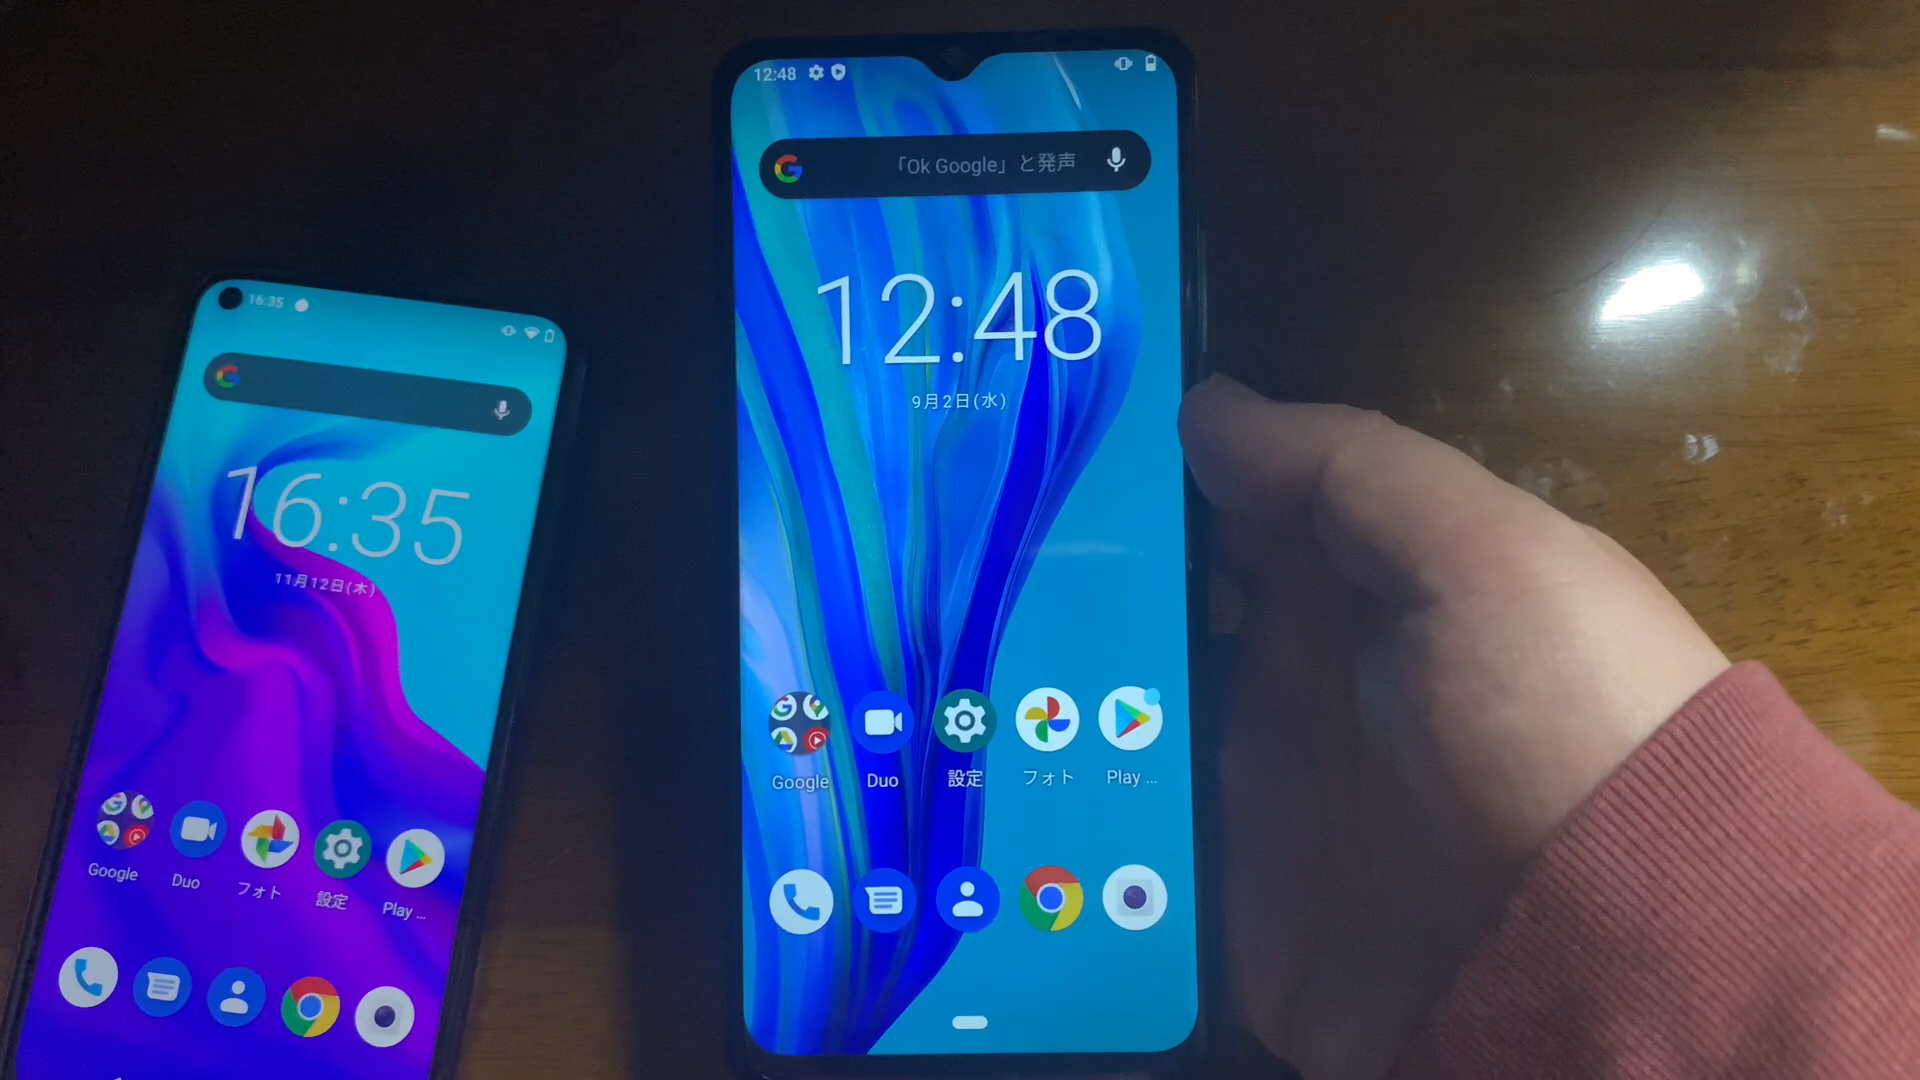 16:35
16:35
11月12日(木)
Google
Duo
フォト
設定
Play ...
12:48
「Ok Google」と発声
12:48
9月2日(水)
Google
Duo
設定
フォト
Play ...